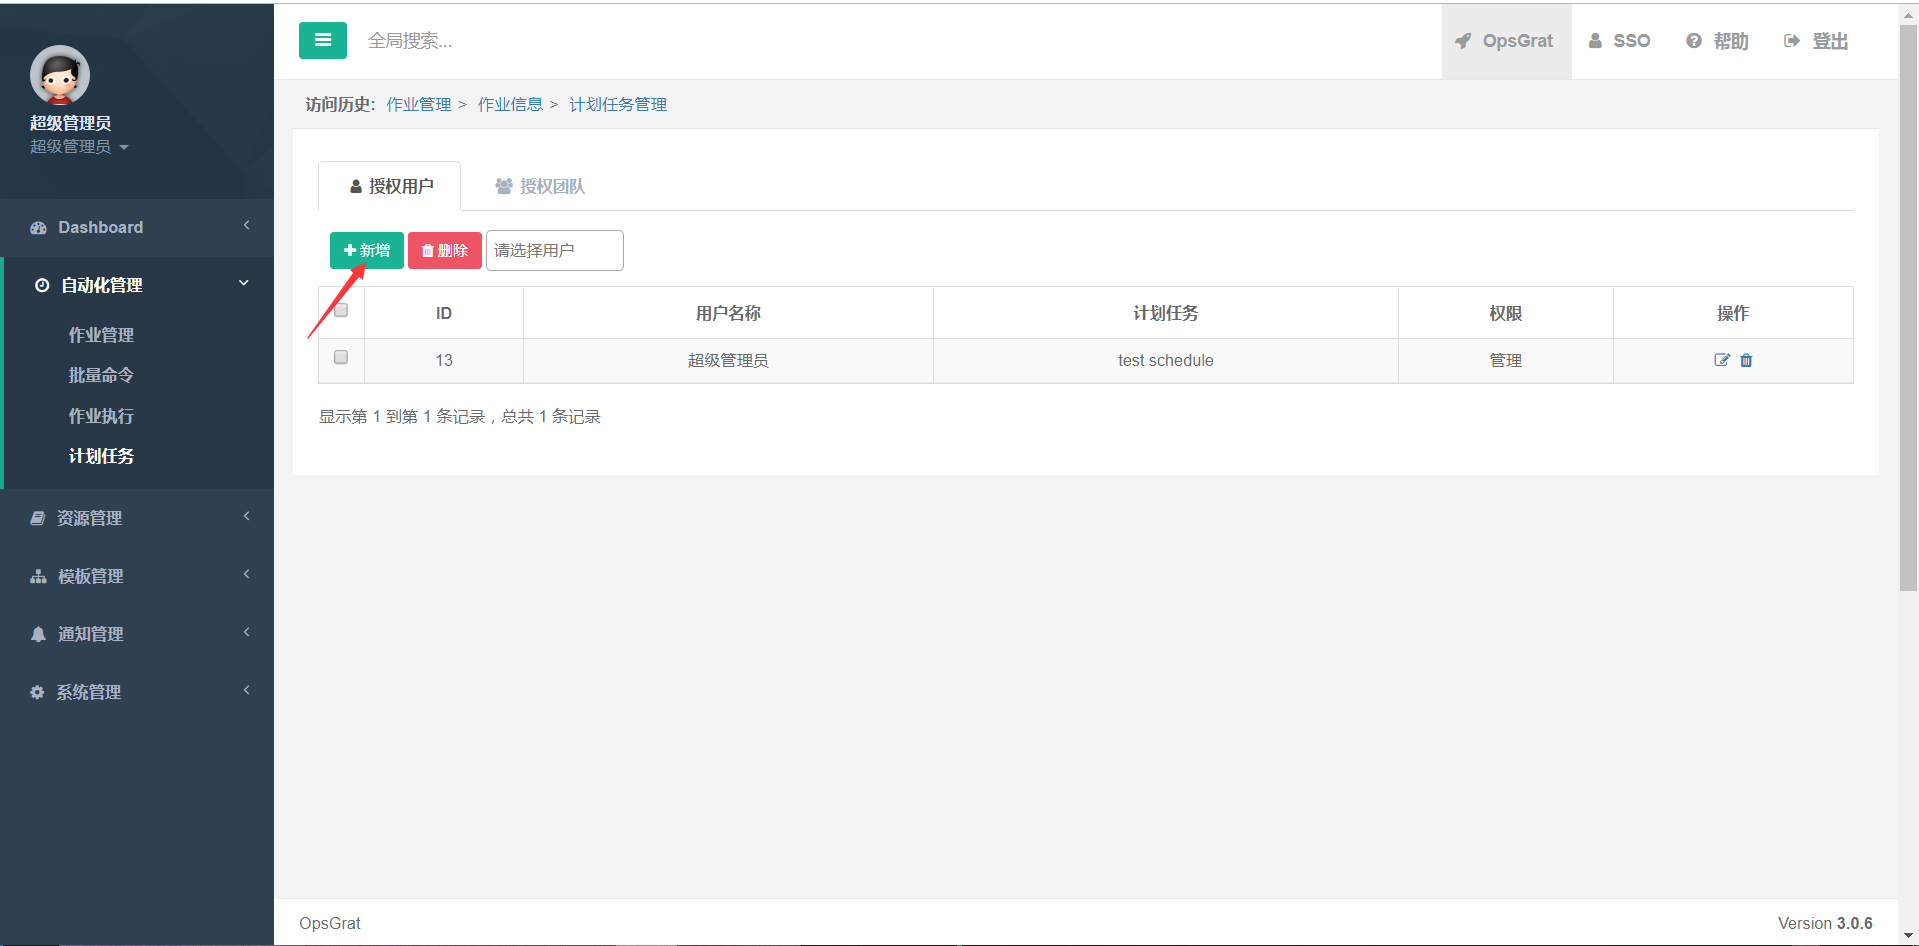 全局搜索...
OpsGrat
SSO
帮助
登出
超级管理员
超级管理员
Dashboard
自动化管理
作业管理
批量命令
作业执行
计划任务
资源管理
模板管理
通知管理
系统管理
访问历史: 作业管理 > 作业信息 > 计划任务管理
授权用户 授权团队
新增 删除 请选择用户
ID 用户名称 计划任务 权限 操作
13 超级管理员 test schedule 管理
显示第 1 到第 1 条记录，总共 1 条记录
OpsGrat Version 3.0.6